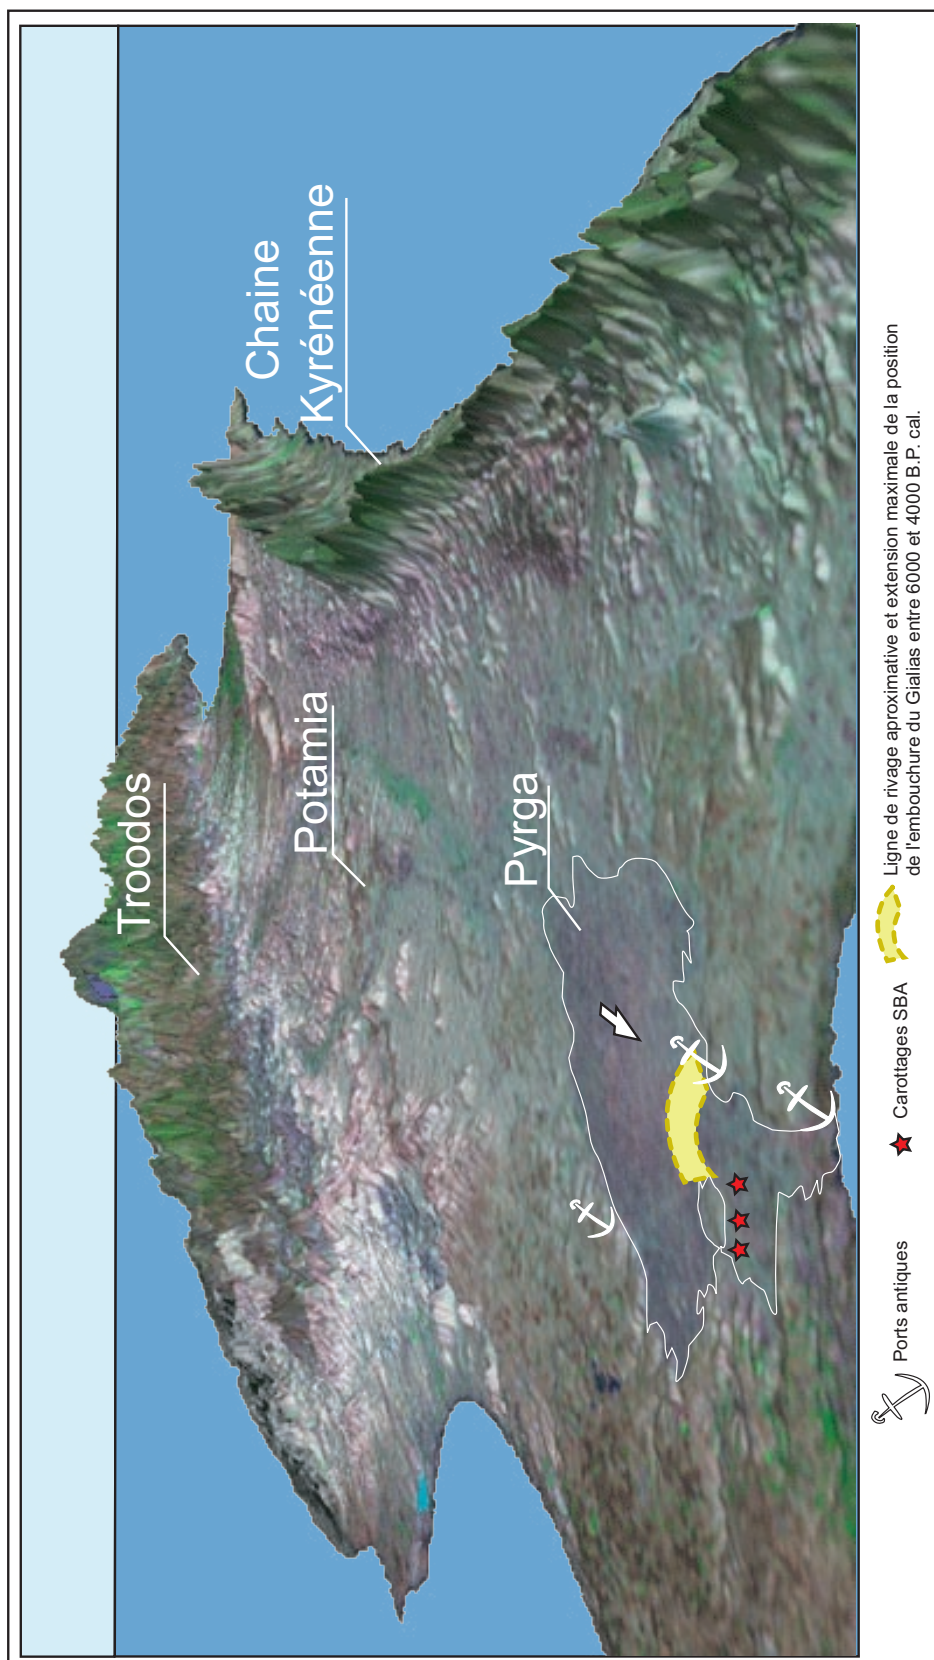 Troodos
Potamia
Chaine
Kyrénéenne
Pyrga
Ports antiques
Carottages SBA
Ligne de rivage aproximative et extension maximale de la position
de l'embouchure du Gialias entre 6000 et 4000 B.P. cal.